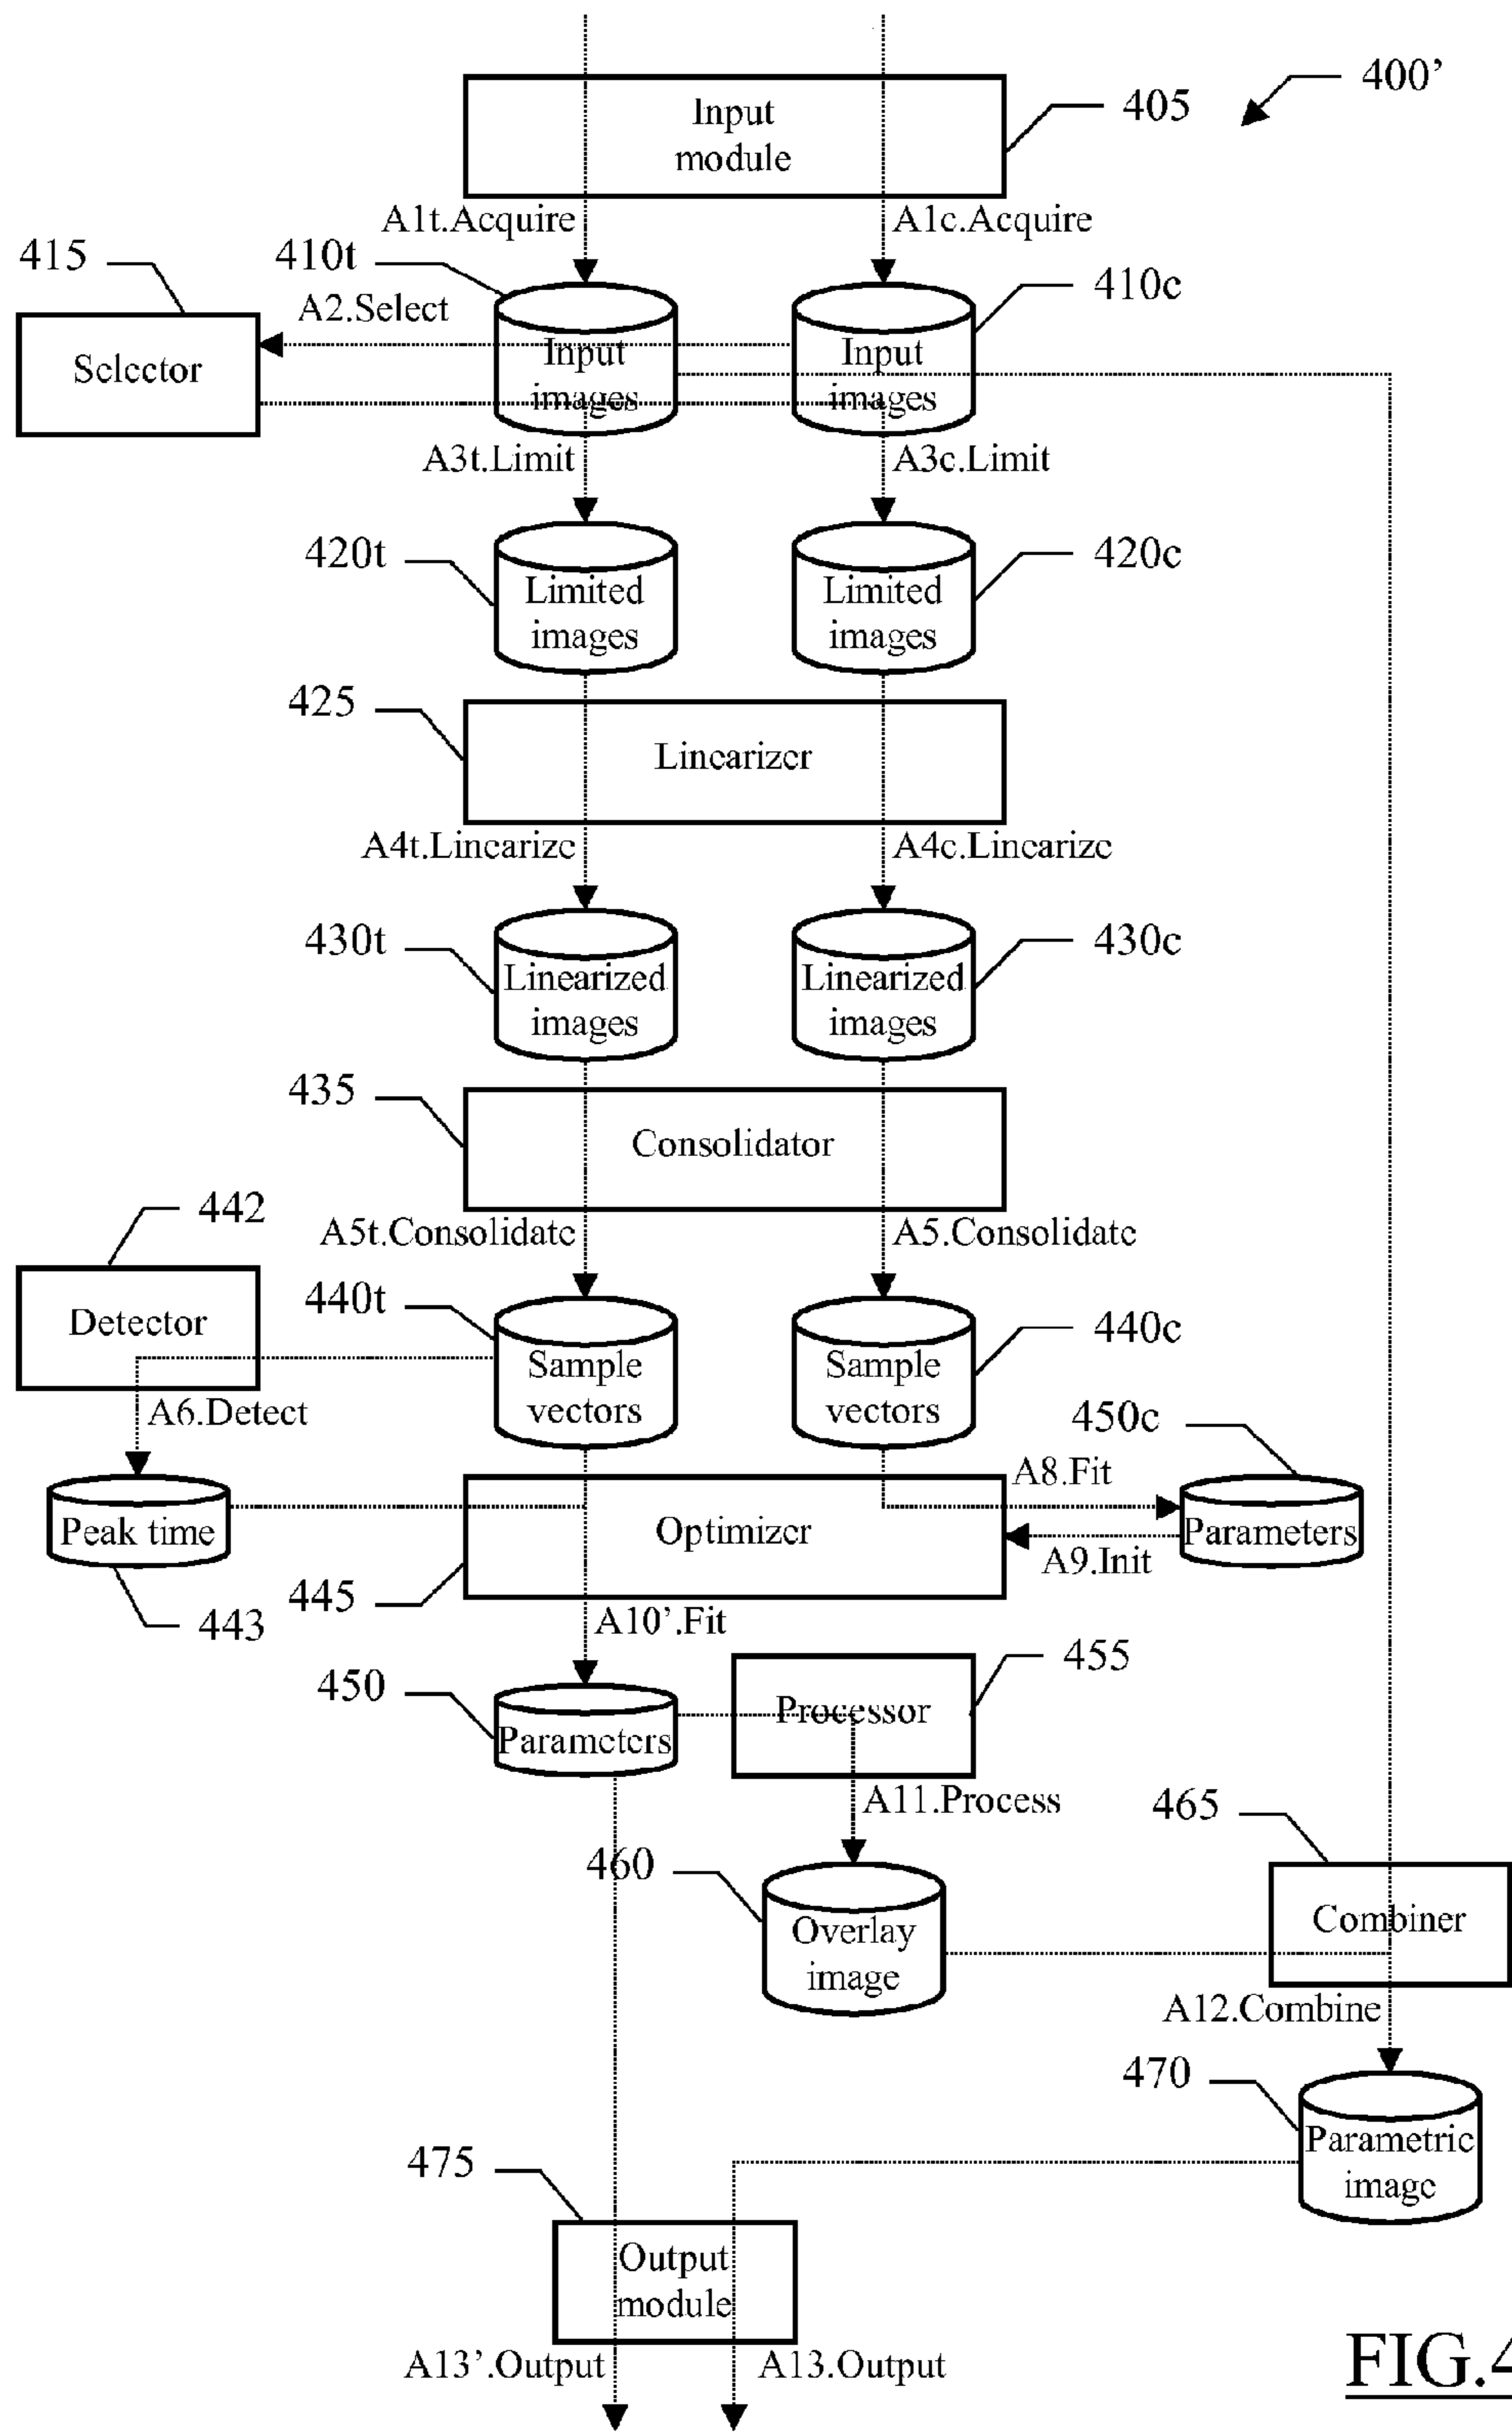 400’
Input
module
405
A1t.Acquire
A1c.Acquire
415
410t
410c
A2.Select
Selector
Input
images
Input
images
A3t.Limit
A3c.Limit
420t
420c
Limited
images
Limited
images
425
Linearizer
A4t.Linearize
A4c.Linearize
430t
430c
Linearized
images
Linearized
images
435
Consolidator
A5t.Consolidate
A5.Consolidate
442
Detector
440t
440c
Sample
vectors
Sample
vectors
A6.Detect
450c
A8.Fit
Peak time
Optimizer
Parameters
A9.Init
443
445
A10’.Fit
455
450
Processor
Parameters
A11.Process
465
460
Overlay
image
Combiner
A12.Combine
470
Parametric
image
475
Output
module
A13’.Output
A13.Output
FIG.4